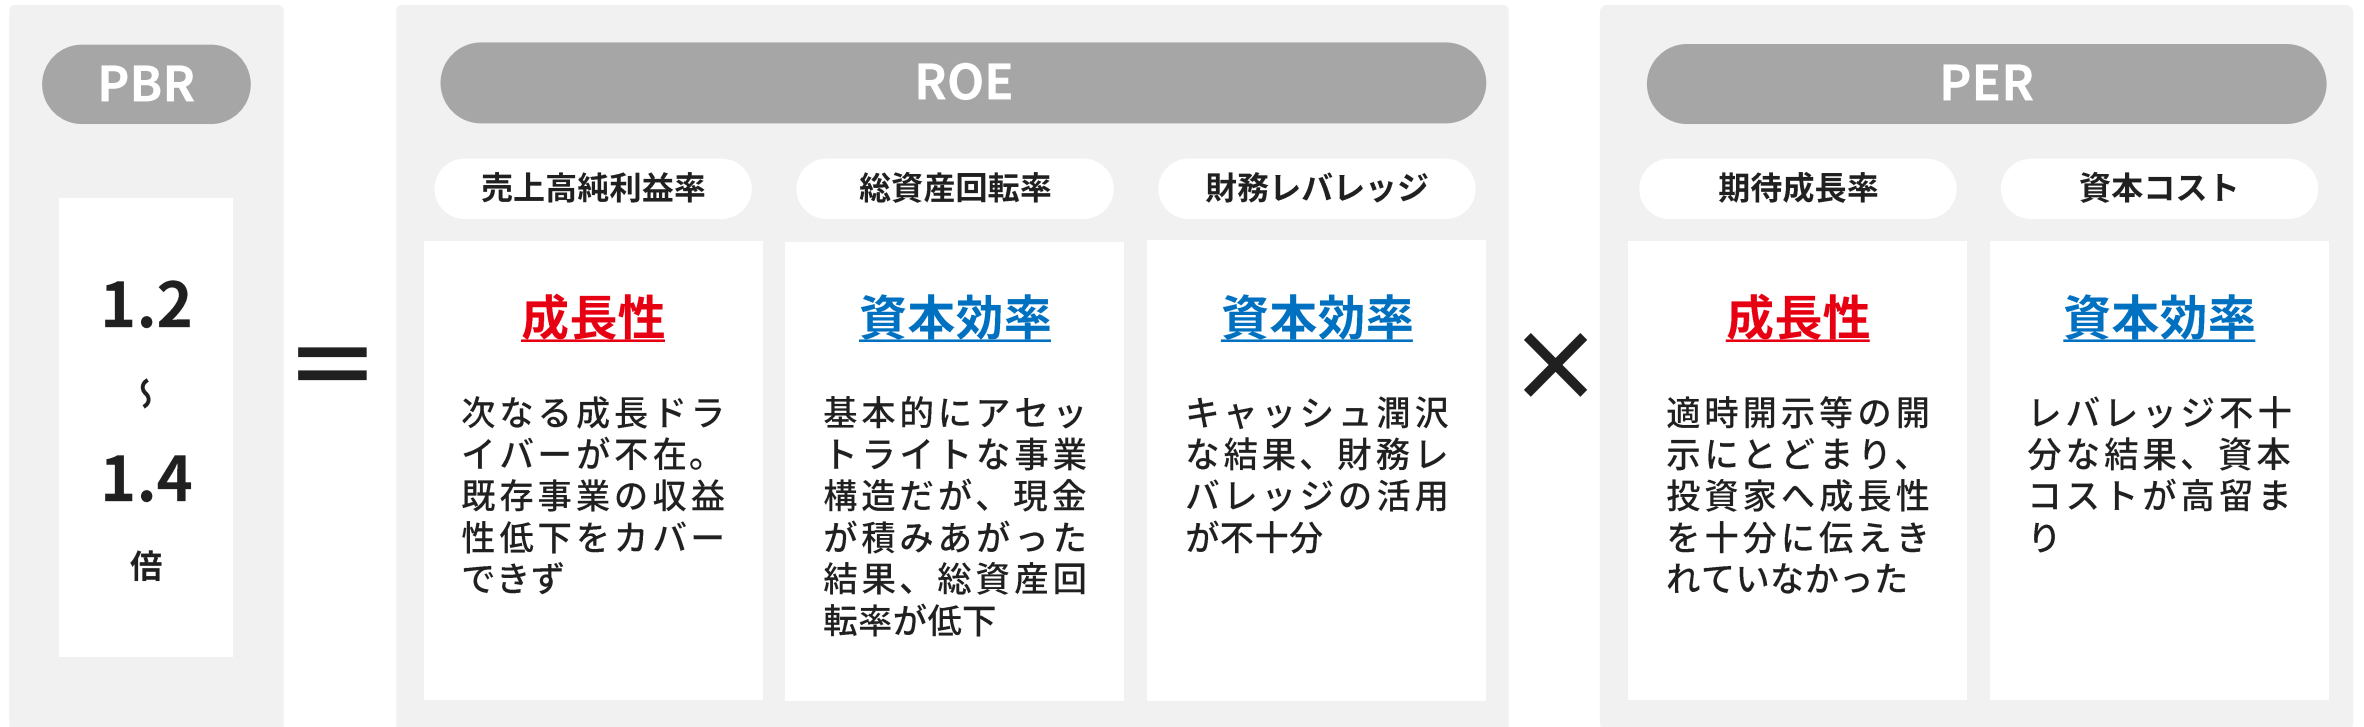 PBR
1.2
～
1.4
倍
＝
ROE
売上高純利益率
成長性
次なる成長ドラ
イバーが不在。
既存事業の収益
性低下をカバー
できず
総資産回転率
資本効率
基本的にアセッ
トライトな事業
構造だが、現金
が積みあがった
結果、総資産回
転率が低下
財務レバレッジ
資本効率
キャッシュ潤沢
な結果、財務レ
バレッジの活用
が不十分
×
PER
期待成長率
成長性
適時開示等の開
示にとどまり、
投資家へ成長性
を十分に伝えき
れていなかった
資本コスト
資本効率
レバレッジ不十
分な結果、資本
コストが高留ま
り